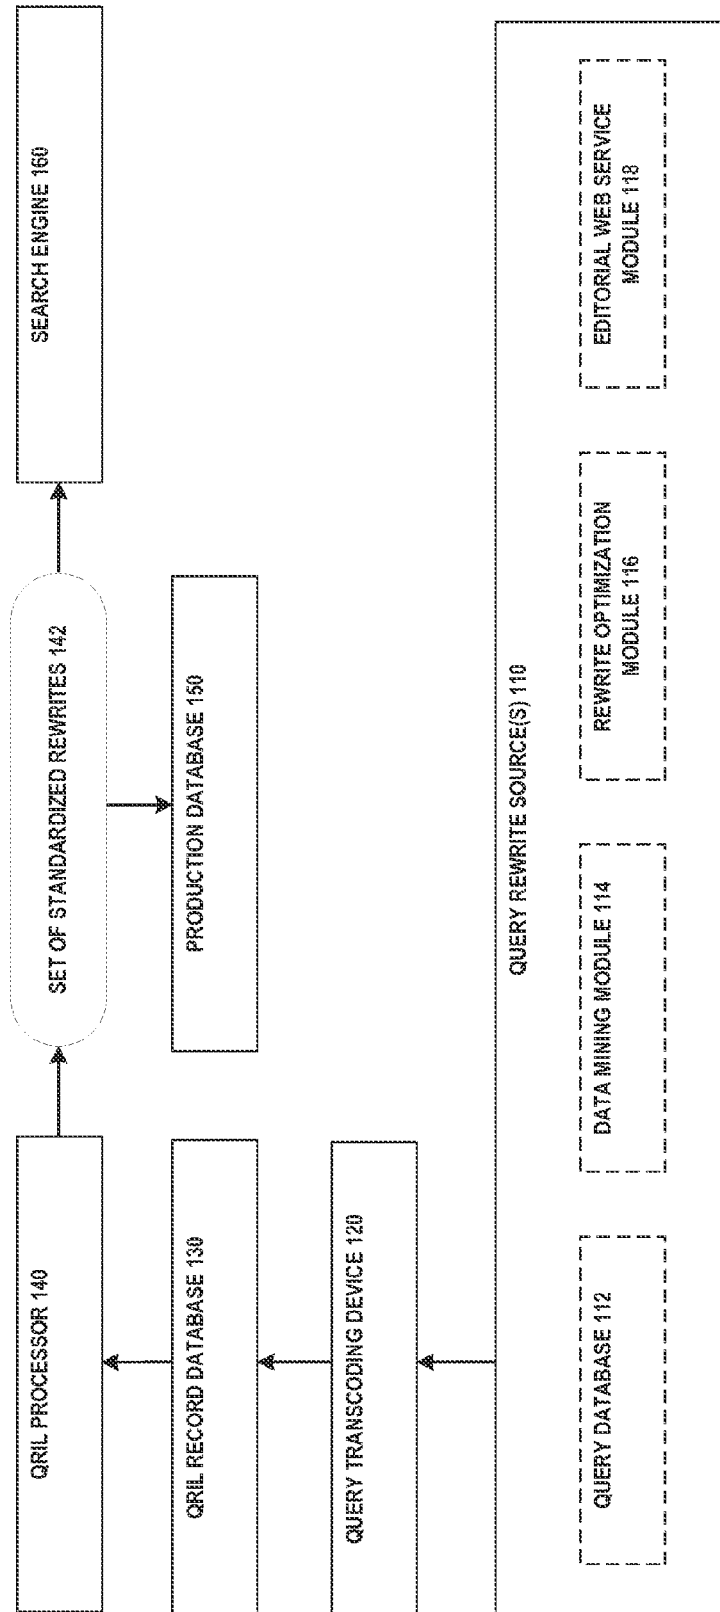 QRIL PROCESSOR 140
SET OF STANDARDIZED REWRITES 142
SEARCH ENGINE 160
QRIL RECORD DATABASE 130
PRODUCTION DATABASE 150
QUERY TRANSCODING DEVICE 120
QUERY REWRITE SOURCE(S) 110
QUERY DATABASE 112
DATA MINING MODULE 114
REWRITE OPTIMIZATION
MODULE 116
EDITORIAL WEB SERVICE
MODULE 118